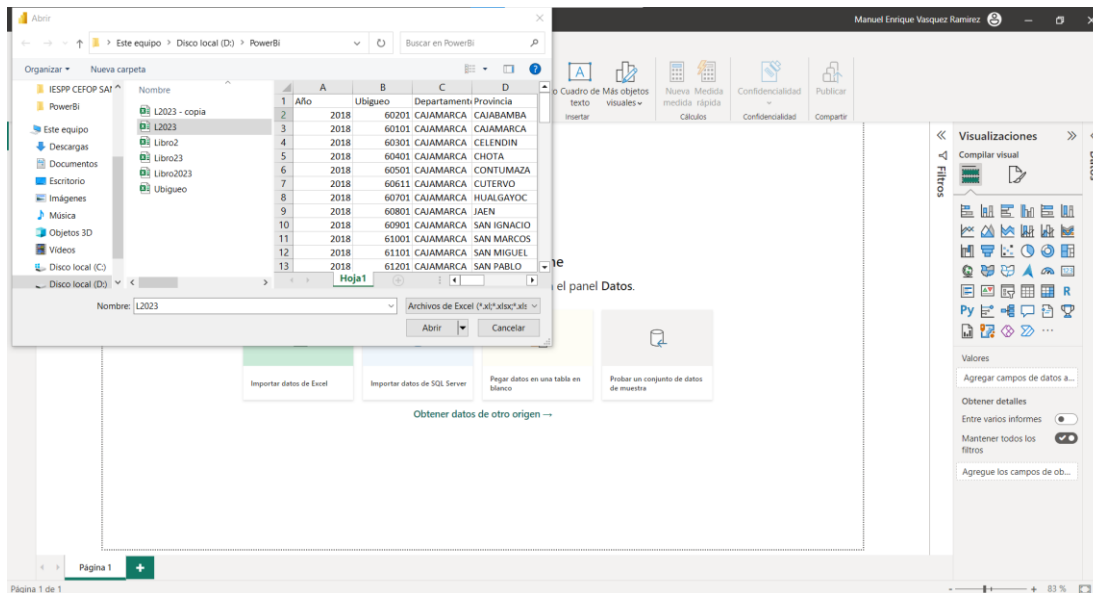 Abrir
Manuel Enrique Vasquez Ramirez
Este equipo > Disco local (D:) > PowerBi
Buscar en PowerBi
Organizar
Nueva carpeta
IESPP CEFOP SA
PowerBi
Este equipo
Descargas
Documentos
Escritorio
Imágenes
Música
Objetos 3D
Vídeos
Disco local (C:)
Disco local (D:)
Nombre
L2023 - copia
L2023
Libro2
Libro23
Libro2023
Ubigueo
A B C D
1 Año Ubigueo Departament Provincia
2 2018 60201 CAJAMARCA CAJABAMBA
3 2018 60101 CAJAMARCA CAJAMARCA
4 2018 60301 CAJAMARCA CELENDIN
5 2018 60401 CAJAMARCA CHOTA
6 2018 60501 CAJAMARCA CONTUMAZA
7 2018 60611 CAJAMARCA CUTERVO
8 2018 60701 CAJAMARCA HUALGAYOC
9 2018 60801 CAJAMARCA JAEN
10 2018 60901 CAJAMARCA SAN IGNACIO
11 2018 61001 CAJAMARCA SAN MARCOS
12 2018 61101 CAJAMARCA SAN MIGUEL
13 2018 61201 CAJAMARCA SAN PABLO
Hoja1
Nombre: L2023
Archivos de Excel (*.xl;*.xlsx;*.xls
Abrir
Cancelar
o Cuadro de
texto
Más objetos
visuales
Insertar
Nueva
medida
Medida
rápida
Cálculos
Confidencialidad
Confidencialidad
Publicar
Compartir
ne
el panel Datos.
Importar datos de Excel
Importar datos de SQL Server
Pegar datos en una tabla en
blanco
Probar un conjunto de datos
de muestra
Obtener datos de otro origen →
Filtros
Visualizaciones
Compilar visual
R
Py
Valores
Agregar campos de datos a...
Obtener detalles
Entre varios informes
Mantener todos los
filtros
Agregue los campos de ob...
Página 1
Página 1 de 1
83 %